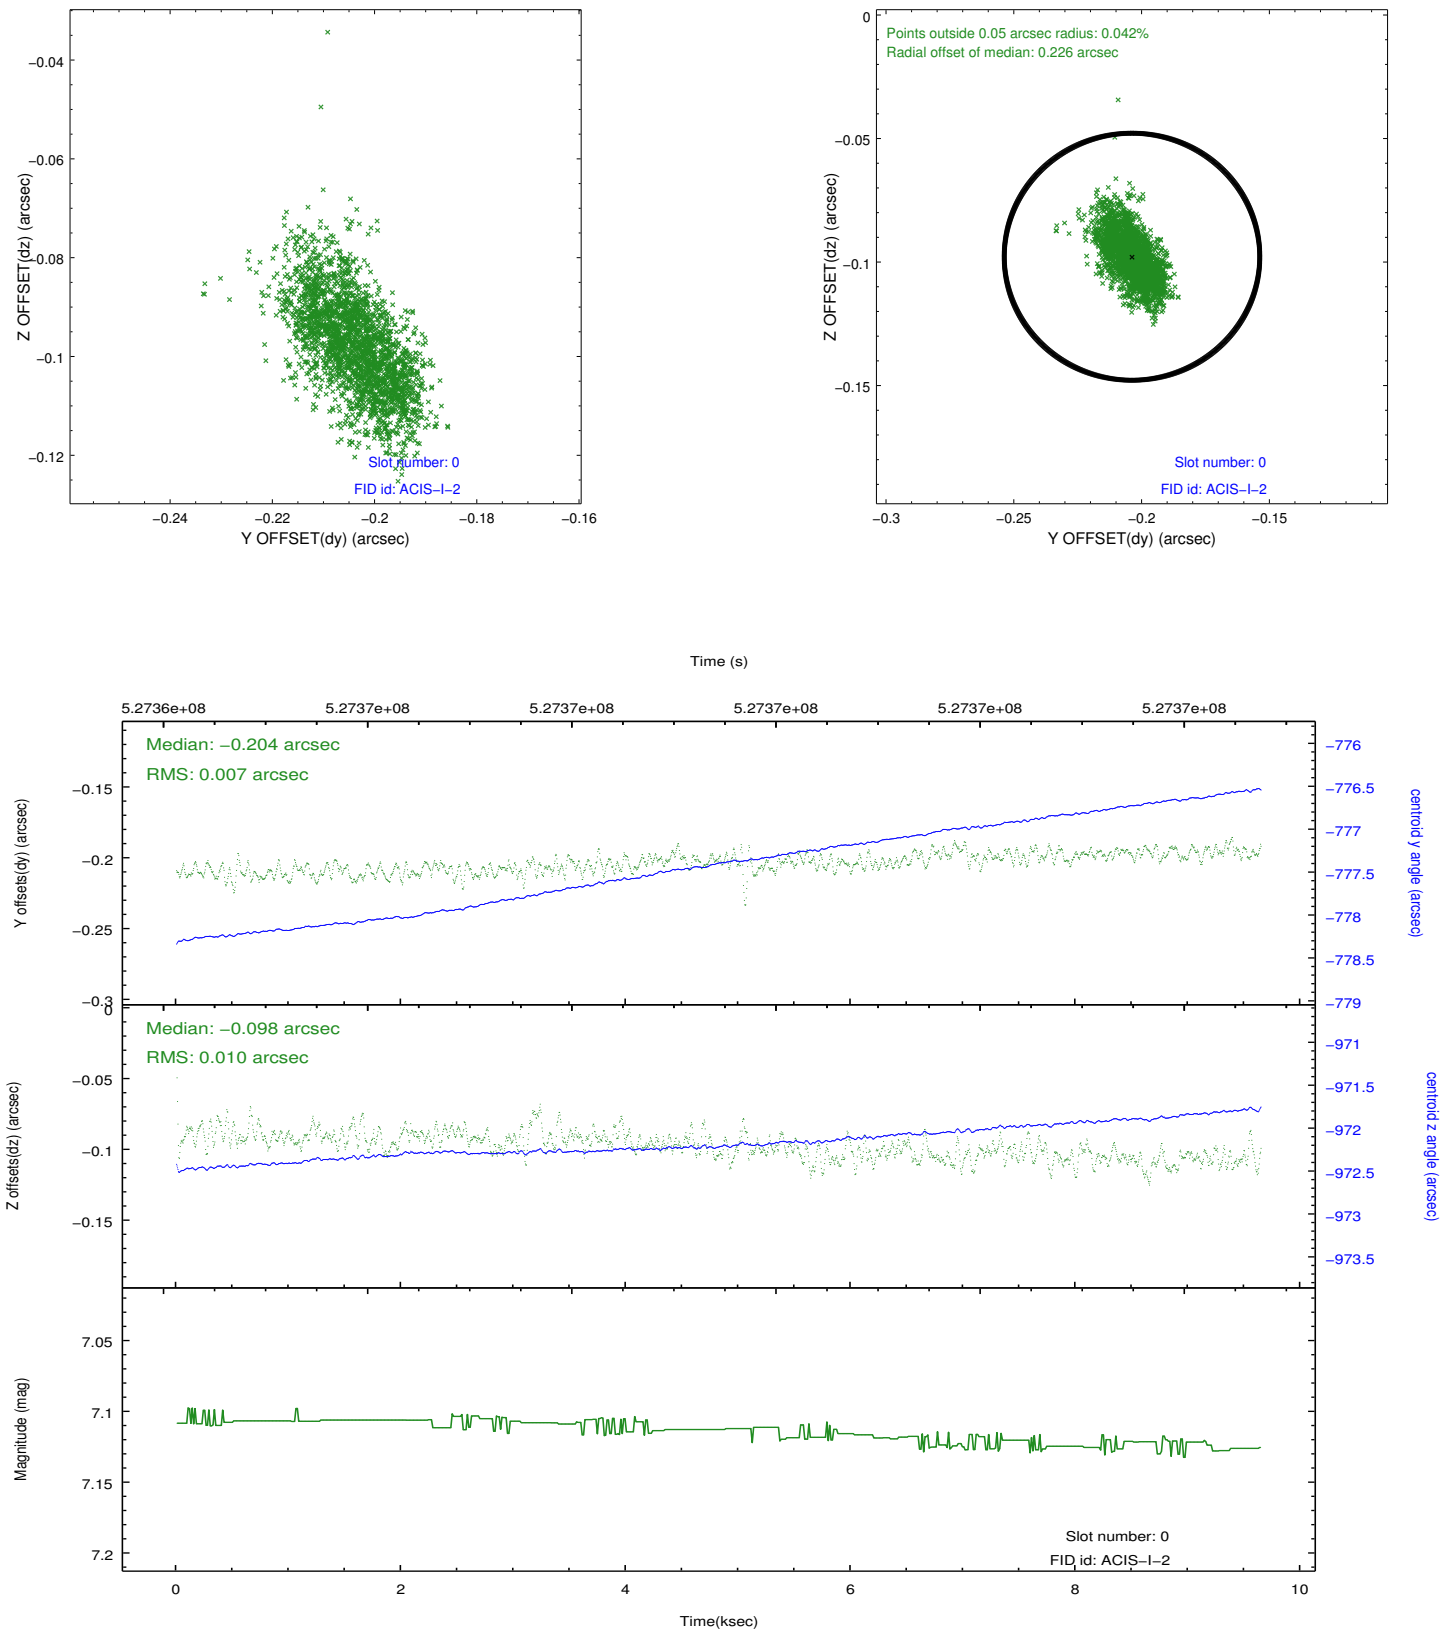 −0.04
−0.06
−0.08
−0.1
−0.12
Z OFFSET(dz) (arcsec)
Slot number: 0
FID id: ACIS−I−2
−0.24
−0.22
−0.2
−0.18
−0.16
Y OFFSET(dy) (arcsec)
Points outside 0.05 arcsec radius: 0.042%
Radial offset of median: 0.226 arcsec
0
−0.05
−0.1
−0.15
Z OFFSET(dz) (arcsec)
Slot number: 0
FID id: ACIS−I−2
−0.3
−0.25
−0.2
−0.15
Y OFFSET(dy) (arcsec)
Time (s)
5.2736e+08
5.2737e+08
5.2737e+08
5.2737e+08
5.2737e+08
5.2737e+08
Median: −0.204 arcsec
RMS: 0.007 arcsec
−0.15
−0.2
−0.25
−0.3
Y offsets(dy) (arcsec)
−776
−776.5
−777
−777.5
−778
−778.5
−779
centroid y angle (arcsec)
Median: −0.098 arcsec
RMS: 0.010 arcsec
0
−0.05
−0.1
−0.15
Z offsets(dz) (arcsec)
−971
−971.5
−972
−972.5
−973
−973.5
centroid z angle (arcsec)
7.05
7.1
7.15
7.2
Magnitude (mag)
Slot number: 0
FID id: ACIS−I−2
0
2
4
6
8
10
Time(ksec)